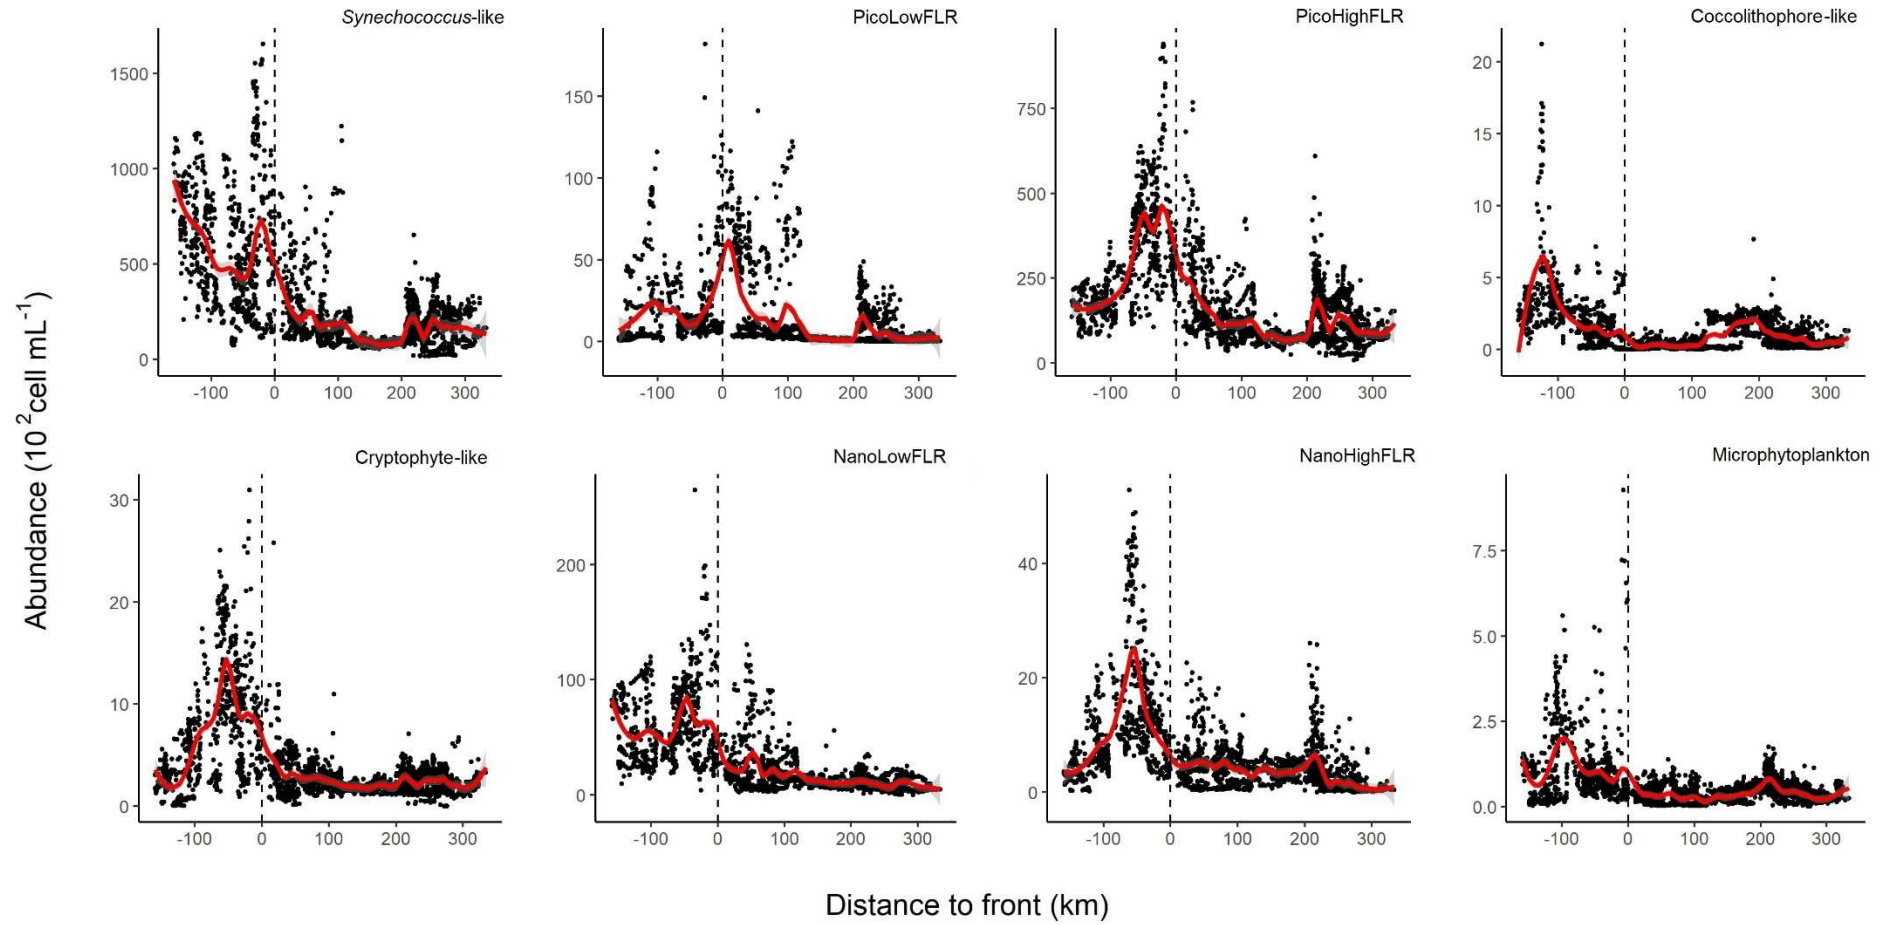 Synechococcus-like
PicoLowFLR
PicoHighFLR
Coccolithophore-like
1500
1000
500
0
-100 0 100 200 300
150
100
50
0
-100 0 100 200 300
750
500
250
0
-100 0 100 200 300
20
15
10
5
0
-100 0 100 200 300
Abundance (10² cell mL⁻¹)
Cryptophyte-like
NanoLowFLR
NanoHighFLR
Microphytoplankton
30
20
10
0
-100 0 100 200 300
200
100
0
-100 0 100 200 300
40
20
0
-100 0 100 200 300
7.5
5.0
2.5
0.0
-100 0 100 200 300
Distance to front (km)